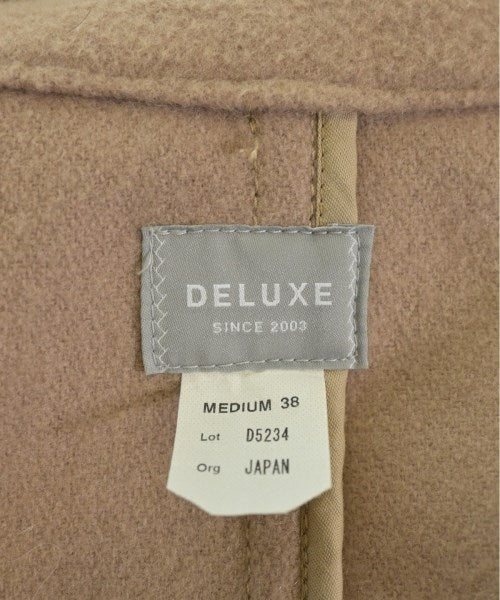 DELUXE
SINCE 2003
MEDIUM 38
Lot D5234
Org JAPAN